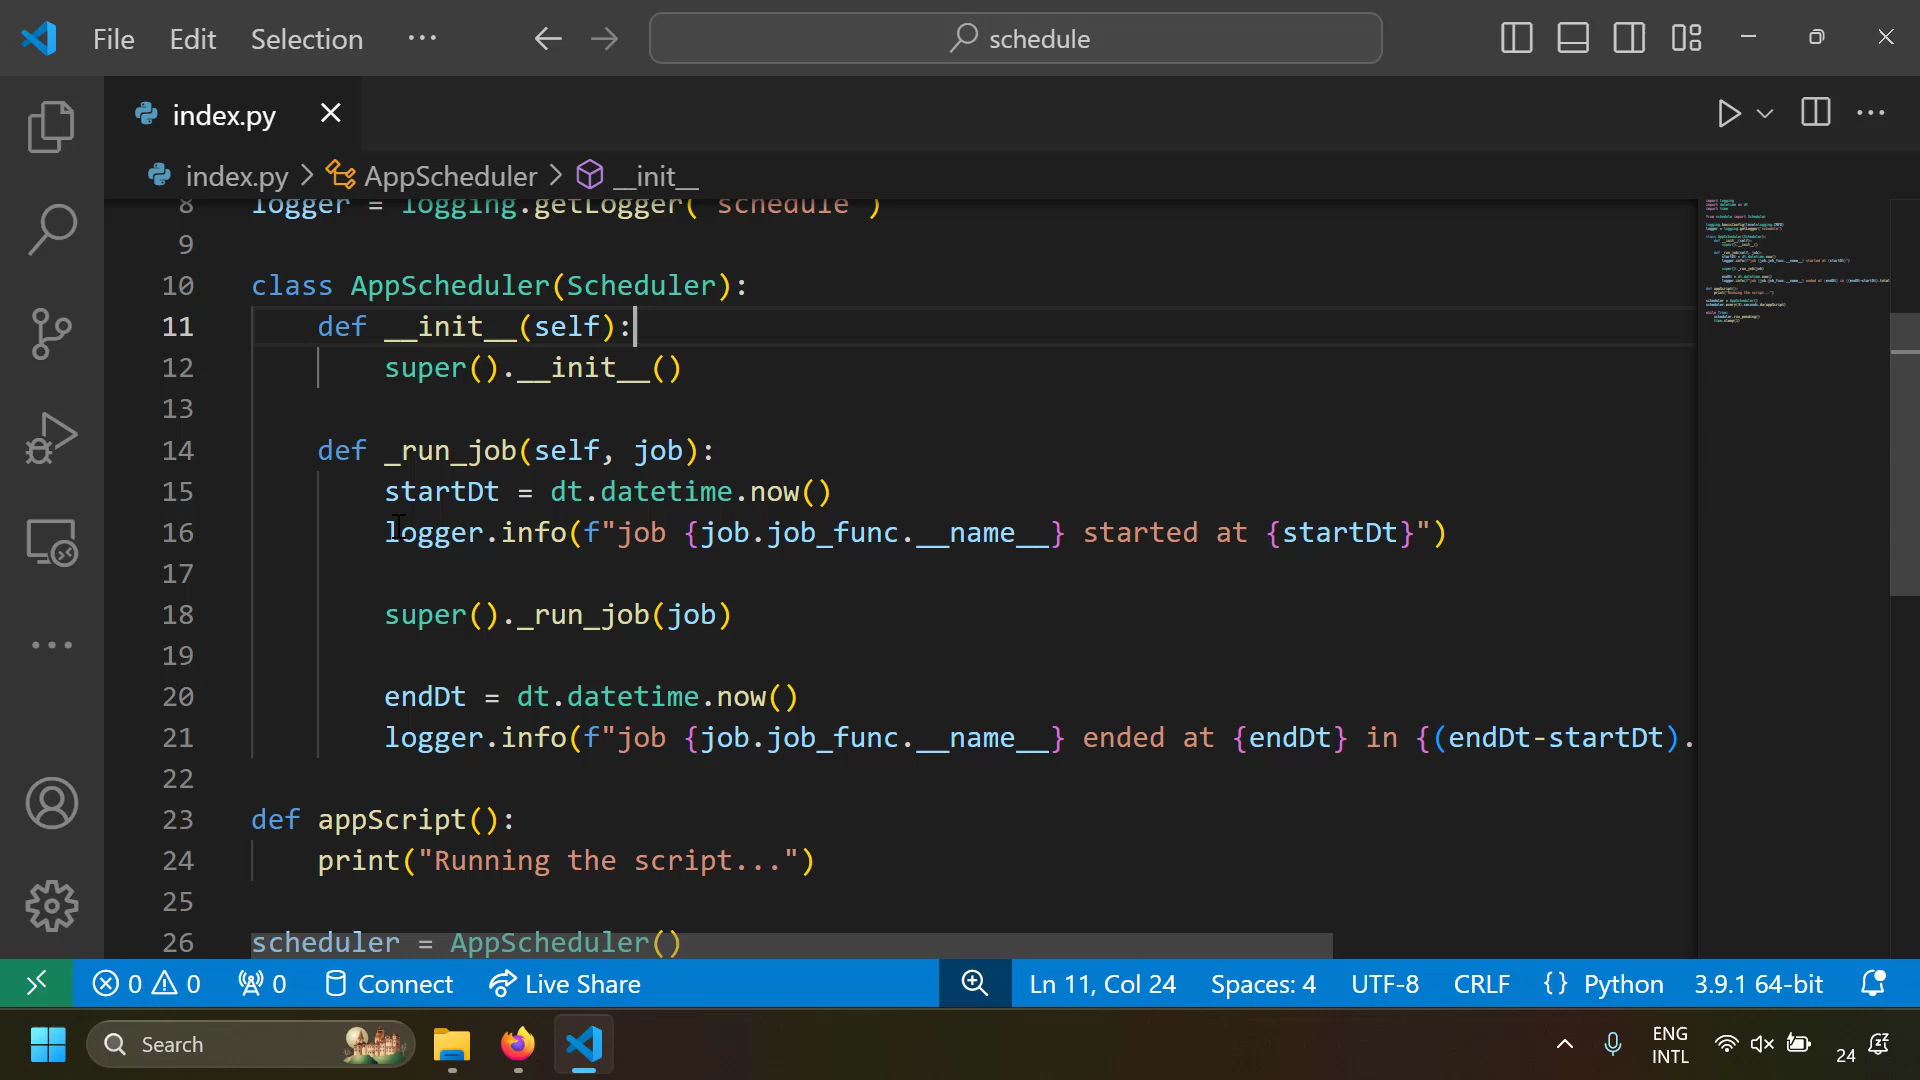 File Edit Selection ··· schedule
index.py
index.py > AppScheduler > __init__
8 logger = logging.getLogger('schedule')
9
10 class AppScheduler(Scheduler):
11 def __init__(self):
12 super().__init__()
13
14 def _run_job(self, job):
15 startDt = dt.datetime.now()
16 logger.info(f"job {job.job_func.__name__} started at {startDt}")
17
18 super()._run_job(job)
19
20 endDt = dt.datetime.now()
21 logger.info(f"job {job.job_func.__name__} ended at {endDt} in {(endDt-startDt).
22
23 def appScript():
24 print("Running the script...")
25
26 scheduler = AppScheduler()
0 0 0 Connect Live Share Ln 11, Col 24 Spaces: 4 UTF-8 CRLF {} Python 3.9.1 64-bit
Search ENG
INTL 24